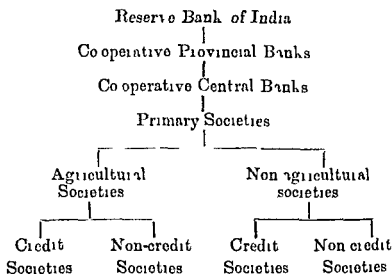 Reserve Bank of India
Co operative Provincial Banks
Co operative Central Banks
Primary Societies
Agricultural Non agricultural
Societies societies
Credit Non-credit Credit Non credit
Societies Societies Societies Societies